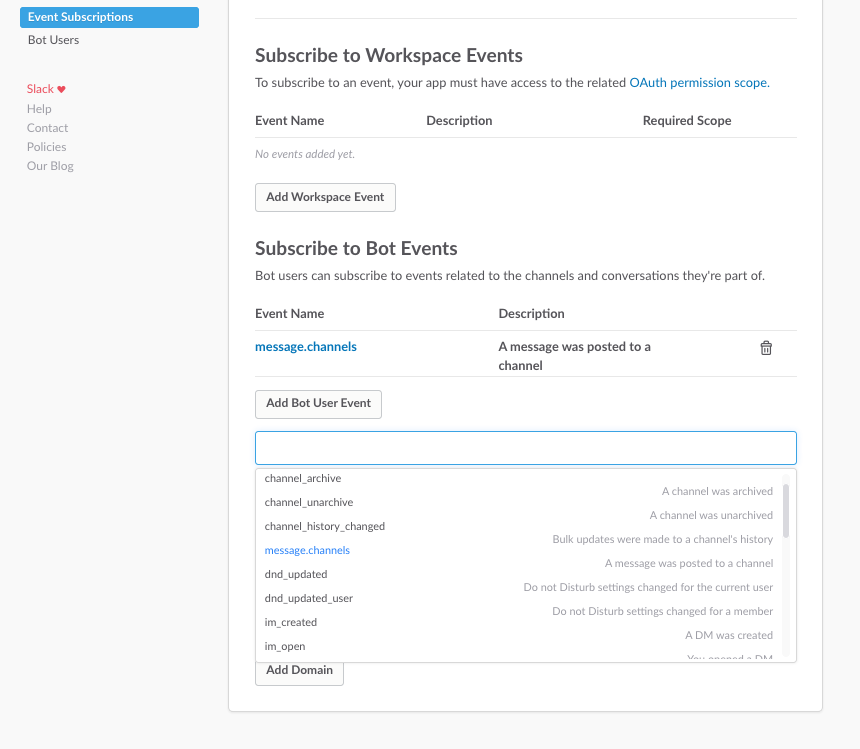 Event Subscriptions
Bot Users
Slack ♥
Help
Contact
Policies
Our Blog
Subscribe to Workspace Events
To subscribe to an event, your app must have access to the related OAuth permission scope.
Event Name Description Required Scope
No events added yet.
Add Workspace Event
Subscribe to Bot Events
Bot users can subscribe to events related to the channels and conversations they're part of.
Event Name Description
message.channels A message was posted to a
channel
Add Bot User Event
channel_archive A channel was archived
channel_unarchive A channel was unarchived
channel_history_changed Bulk updates were made to a channel's history
message.channels A message was posted to a channel
dnd_updated Do not Disturb settings changed for the current user
dnd_updated_user Do not Disturb settings changed for a member
im_created A DM was created
im_open You opened a DM
Add Domain